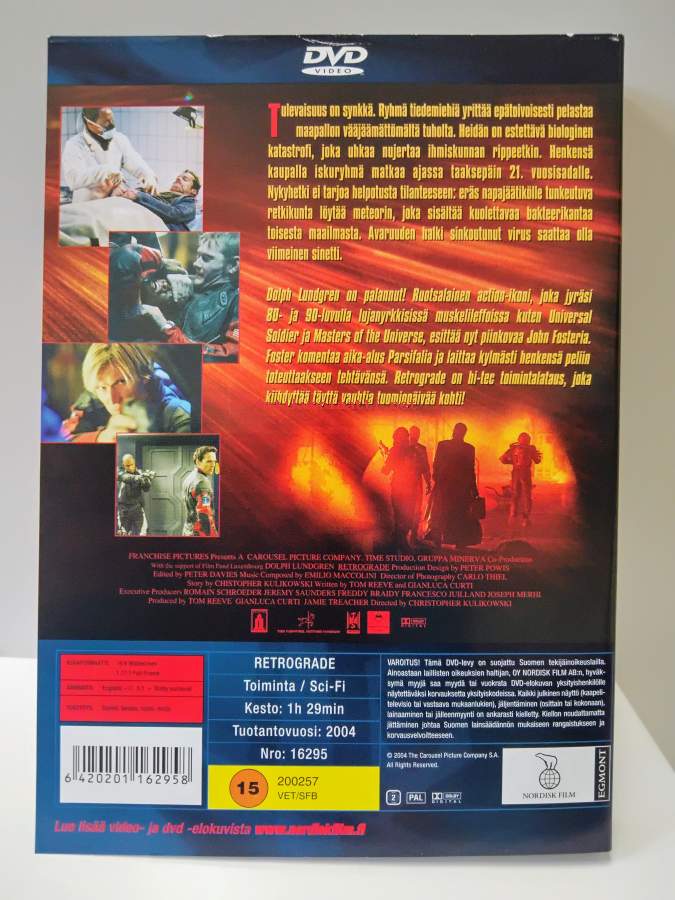 DVD
VIDEO
Tulevaisuus on synkkä. Ryhmä tiedemiehiä yrittää epätoivoisesti pelastaa
maapallon vääjäämättömältä tuholta. Heidän on estettävä biologinen
katastrofi, joka uhkaa nujertaa ihmiskunnan rippeetkin. Henkensä
kaupalla iskuryhmä matkaa ajassa taaksepäin 21. vuosisadalle.
Nykyhetki ei tarjoa helpotusta tilanteeseen: eräs napajäätikölle tunkeutuva
retkikunta löytää meteorin, joka sisältää kuolettavaa bakteerikantaa
toisesta maailmasta. Avaruuden halki sinkoutunut virus saattaa olla
viimeinen sinetti.
Dolph Lundgren on palannut! Ruotsalainen action-ikoni, joka jyräsi
80- ja 90-luvulla lujanyrkkisissä muskelileffoissa kuten Universal
Soldier ja Masters of the Universe, esittää nyt piinkovaa John Fosteria.
Foster komentaa aika-alus Parsifalia ja laittaa kylmästi henkensä peliin
toteuttaakseen tehtävänsä. Retrograde on hi-tec toimintalataus, joka
kiihdyttää täyttä vauhtia tuomiopäivää kohti!
FRANCHISE PICTURES Presents A CAROUSEL PICTURE COMPANY, TIME STUDIO, GRUPPA MINERVA Co-Production
With the support of Film Fund Luxembourg DOLPH LUNDGREN RETROGRADE Production Design by PETER POWIS
Edited by PETER DAVIES Music Composed by EMILIO MACCOLINI Director of Photography CARLO THIEL
Story by CHISTOPHER KULIKOWSKI Written by TOM REEVE and GIANLUCA CURTI
Executive Producers ROMAIN SCHROEDER JEREMY SAUNDERS FREDDY BRAIDY FRANCESCO JUILLAND JOSEPH MERHI
Produced by TOM REEVE GIANLUCA CURTI JAMIE TREACHER Directed by CHRISTOPHER KULIKOWSKI
RETROGRADE
Toiminta / Sci-Fi
Kesto: 1h 29min
Tuotantovuosi: 2004
Nro: 16295
6 420201 162958
15
200257
VET/SFB
VAROITUS! Tämä DVD-levy on suojattu Suomen tekijäinoikeuslailla.
Ainoastaan laillisten oikeuksien haltijan, OY NORDISK FILM AB:n, hyväk-
symä myyjä saa myydä tai vuokrata DVD-elokuvan yksityishenkilölle
näytettäväksi korvauksetta yksityiskodeissa. Kaikki julkinen näyttö (kaapeli-
televisio tai vastaava mukaanluettuna), jäljentäminen (osittain tai kokonaan),
lainaaminen tai jälleenmyynti on ankarasti kielletty. Kiellon noudattamatta
jättäminen johtaa Suomen lainsäädännön mukaiseen rangaistukseen ja
korvausvelvoitteeseen.
© 2004 The Carousel Picture Company S.A.
All Rights Reserved.
2 PAL DOLBY
DIGITAL
NORDISK FILM
EGMONT
Lue lisää video- ja dvd -elokuvista www.nordiskfilm.fi